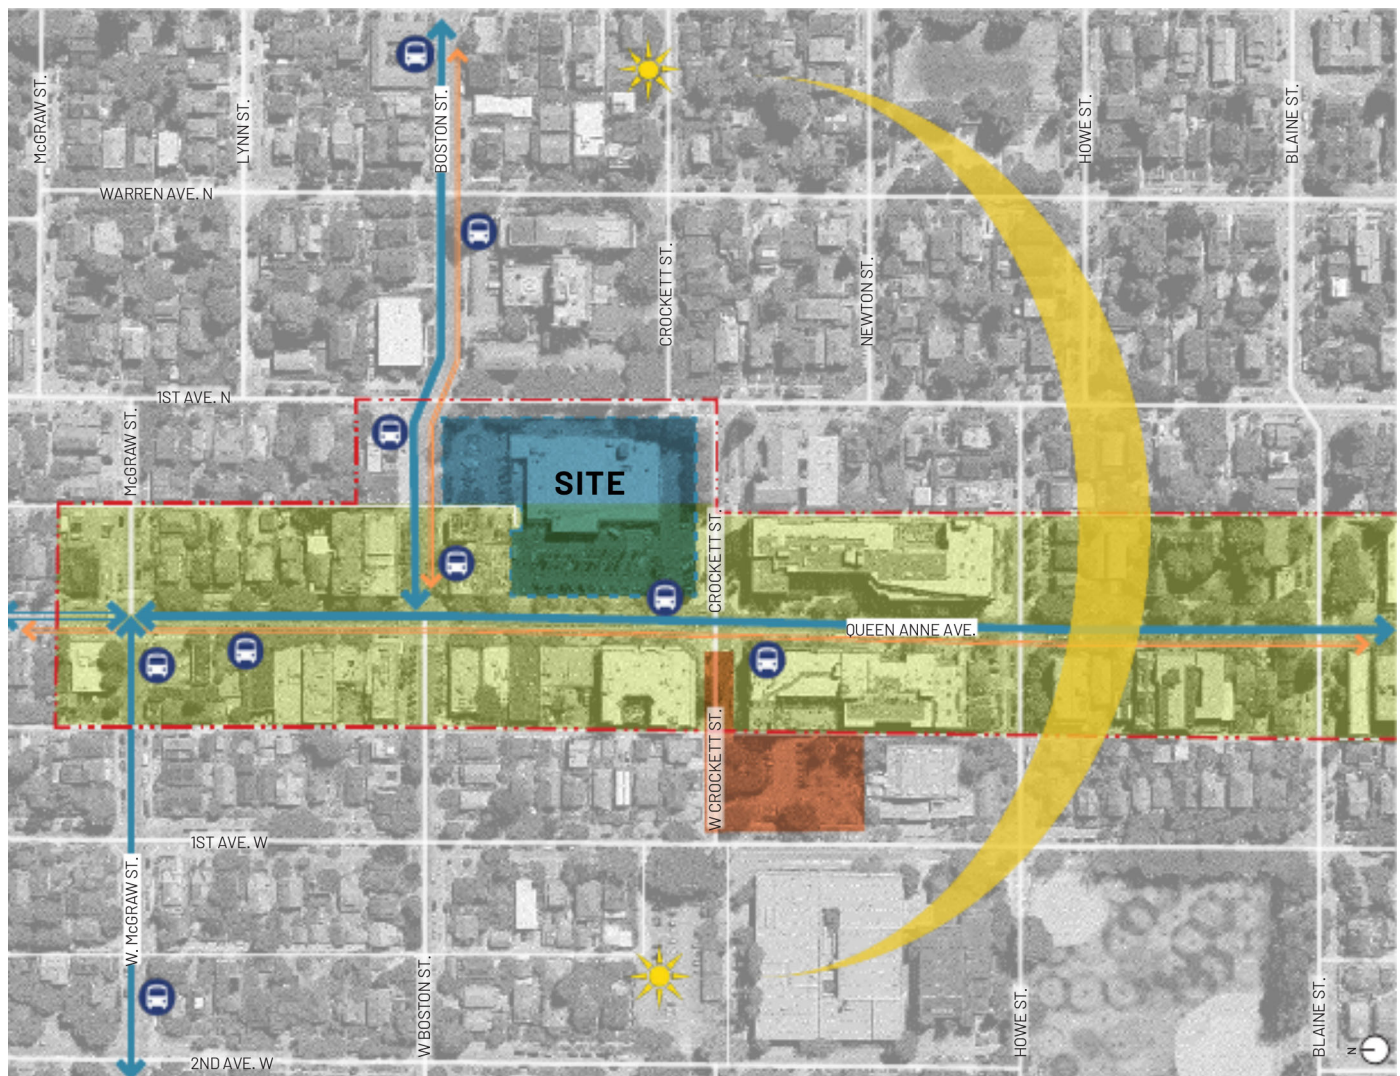 McGRAW ST.
LYNN ST.
BOSTON ST.
HOWE ST.
BLAINE ST.
WARREN AVE. N
CROCKETT ST.
NEWTON ST.
1ST AVE. N
McGRAW ST.
SITE
CROCKETT ST.
QUEEN ANNE AVE.
W CROCKETT ST.
1ST AVE. W
W. McGRAW ST.
W BOSTON ST.
HOWE ST.
BLAINE ST.
N
2ND AVE. W